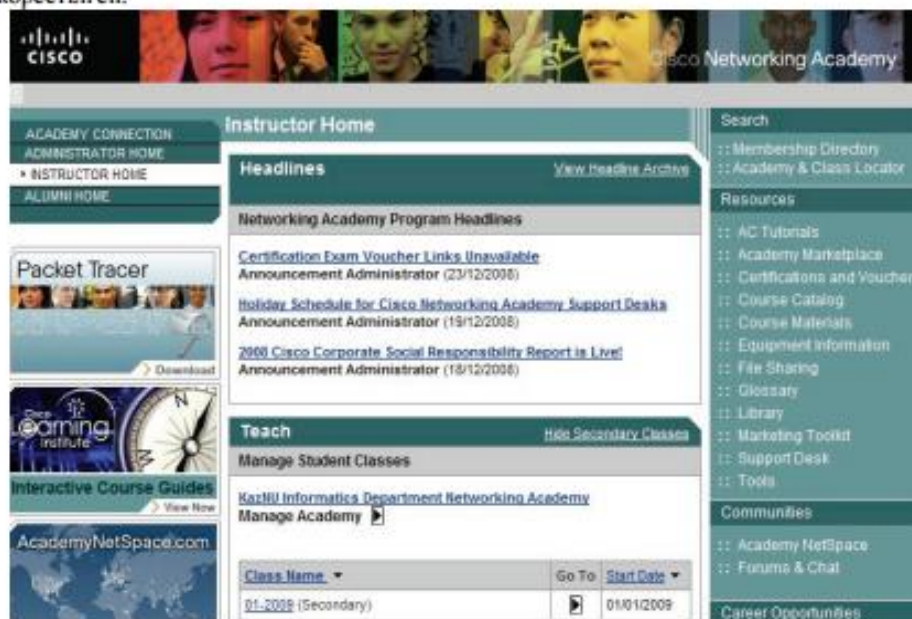 CISCO
Cisco Networking Academy
ACADEMY CONNECTION
ADMINISTRATOR HOME
INSTRUCTOR HOME
ALUMNI HOME
Packet Tracer
Download
Cisco
Learning
Institute
Interactive Course Guides
View Now
AcademyNetSpace.com
Instructor Home
Headlines
View Headline Archive
Networking Academy Program Headlines
Certification Exam Voucher Links Unavailable
Announcement Administrator (23/12/2008)
Holiday Schedule for Cisco Networking Academy Support Desks
Announcement Administrator (19/12/2008)
2008 Cisco Corporate Social Responsibility Report is Live!
Announcement Administrator (18/12/2008)
Teach
Hide Secondary Classes
Manage Student Classes
KazNU Informatics Department Networking Academy
Manage Academy
Class Name Go To Start Date
01-2009 (Secondary) 01/01/2009
Search
:: Membership Directory
:: Academy & Class Locator
Resources
:: AC Tutorials
:: Academy Marketplace
:: Certifications and Voucher
:: Course Catalog
:: Course Materials
:: Equipment Information
:: File Sharing
:: Glossary
:: Library
:: Marketing Toolkit
:: Support Desk
:: Tools
Communities
:: Academy NetSpace
:: Forums & Chat
Career Opportunities